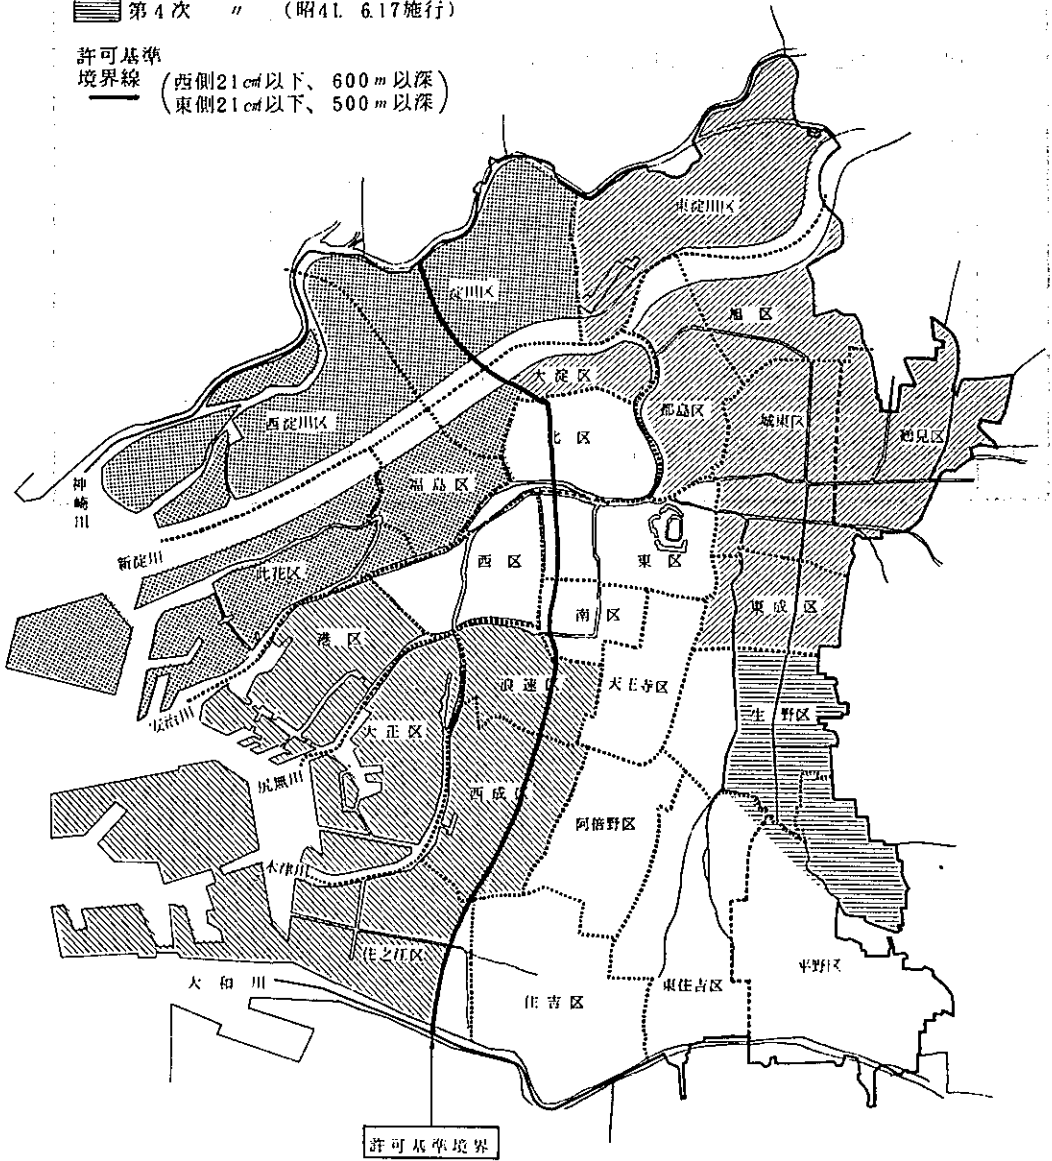 第4次 〃 (昭41. 6.17施行)
許可基準
境界線
(西側21c㎡以下、600m以深)
(東側21c㎡以下、500m以深)
東淀川区
淀川区
旭区
大淀区
西淀川区
北区
都島区
城東区
鶴見区
神崎川
福島区
新淀川
西区
東区
此花区
南区
東成区
港区
浪速区
天王寺区
安治川
大正区
生野区
尻無川
西成区
阿倍野区
木津川
住之江区
平野区
大和川
住吉区
東住吉区
許可基準境界